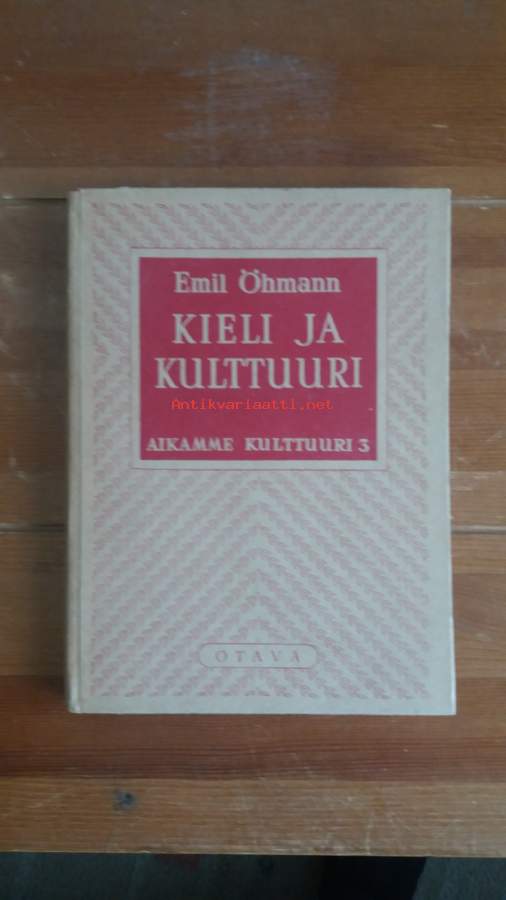 Emil Öhmann
KIELI JA
KULTTUURI
Antikvariaatti.net
AIKAMME KULTTUURI 3
OTAVA